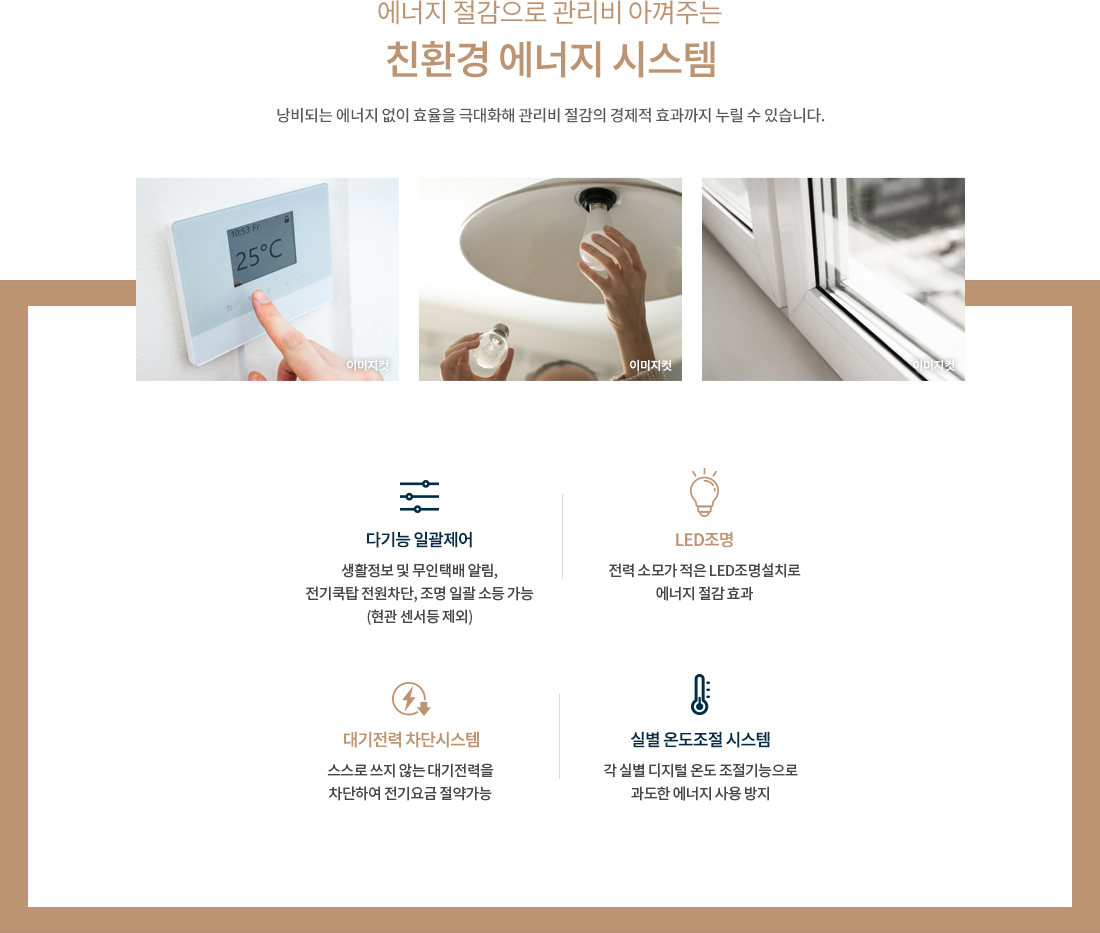 에너지 절감으로 관리비 아껴주는
친환경 에너지 시스템
낭비되는 에너지 없이 효율을 극대화해 관리비 절감의 경제적 효과까지 누릴 수 있습니다.
10:53 Fr
25°C
이미지컷
이미지컷
이미지컷
다기능 일괄제어
생활정보 및 무인택배 알림,
전기쿡탑 전원차단, 조명 일괄 소등 가능
(현관 센서등 제외)
LED조명
전력 소모가 적은 LED조명설치로
에너지 절감 효과
대기전력 차단시스템
스스로 쓰지 않는 대기전력을
차단하여 전기요금 절약가능
실별 온도조절 시스템
각 실별 디지털 온도 조절기능으로
과도한 에너지 사용 방지